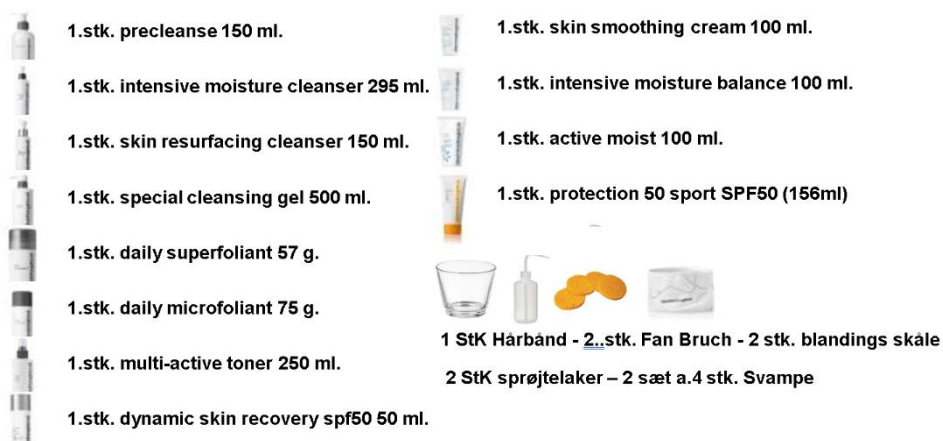 1.stk. precleanse 150 ml.
1.stk. intensive moisture cleanser 295 ml.
1.stk. skin resurfacing cleanser 150 ml.
1.stk. special cleansing gel 500 ml.
1.stk. daily superfoliant 57 g.
1.stk. daily microfoliant 75 g.
1.stk. multi-active toner 250 ml.
1.stk. dynamic skin recovery spf50 50 ml.
1.stk. skin smoothing cream 100 ml.
1.stk. intensive moisture balance 100 ml.
1.stk. active moist 100 ml.
1.stk. protection 50 sport SPF50 (156ml)
1 StK Hårbånd - 2..stk. Fan Bruch - 2 stk. blandings skåle
2 StK sprøjtelaker – 2 sæt a.4 stk. Svampe